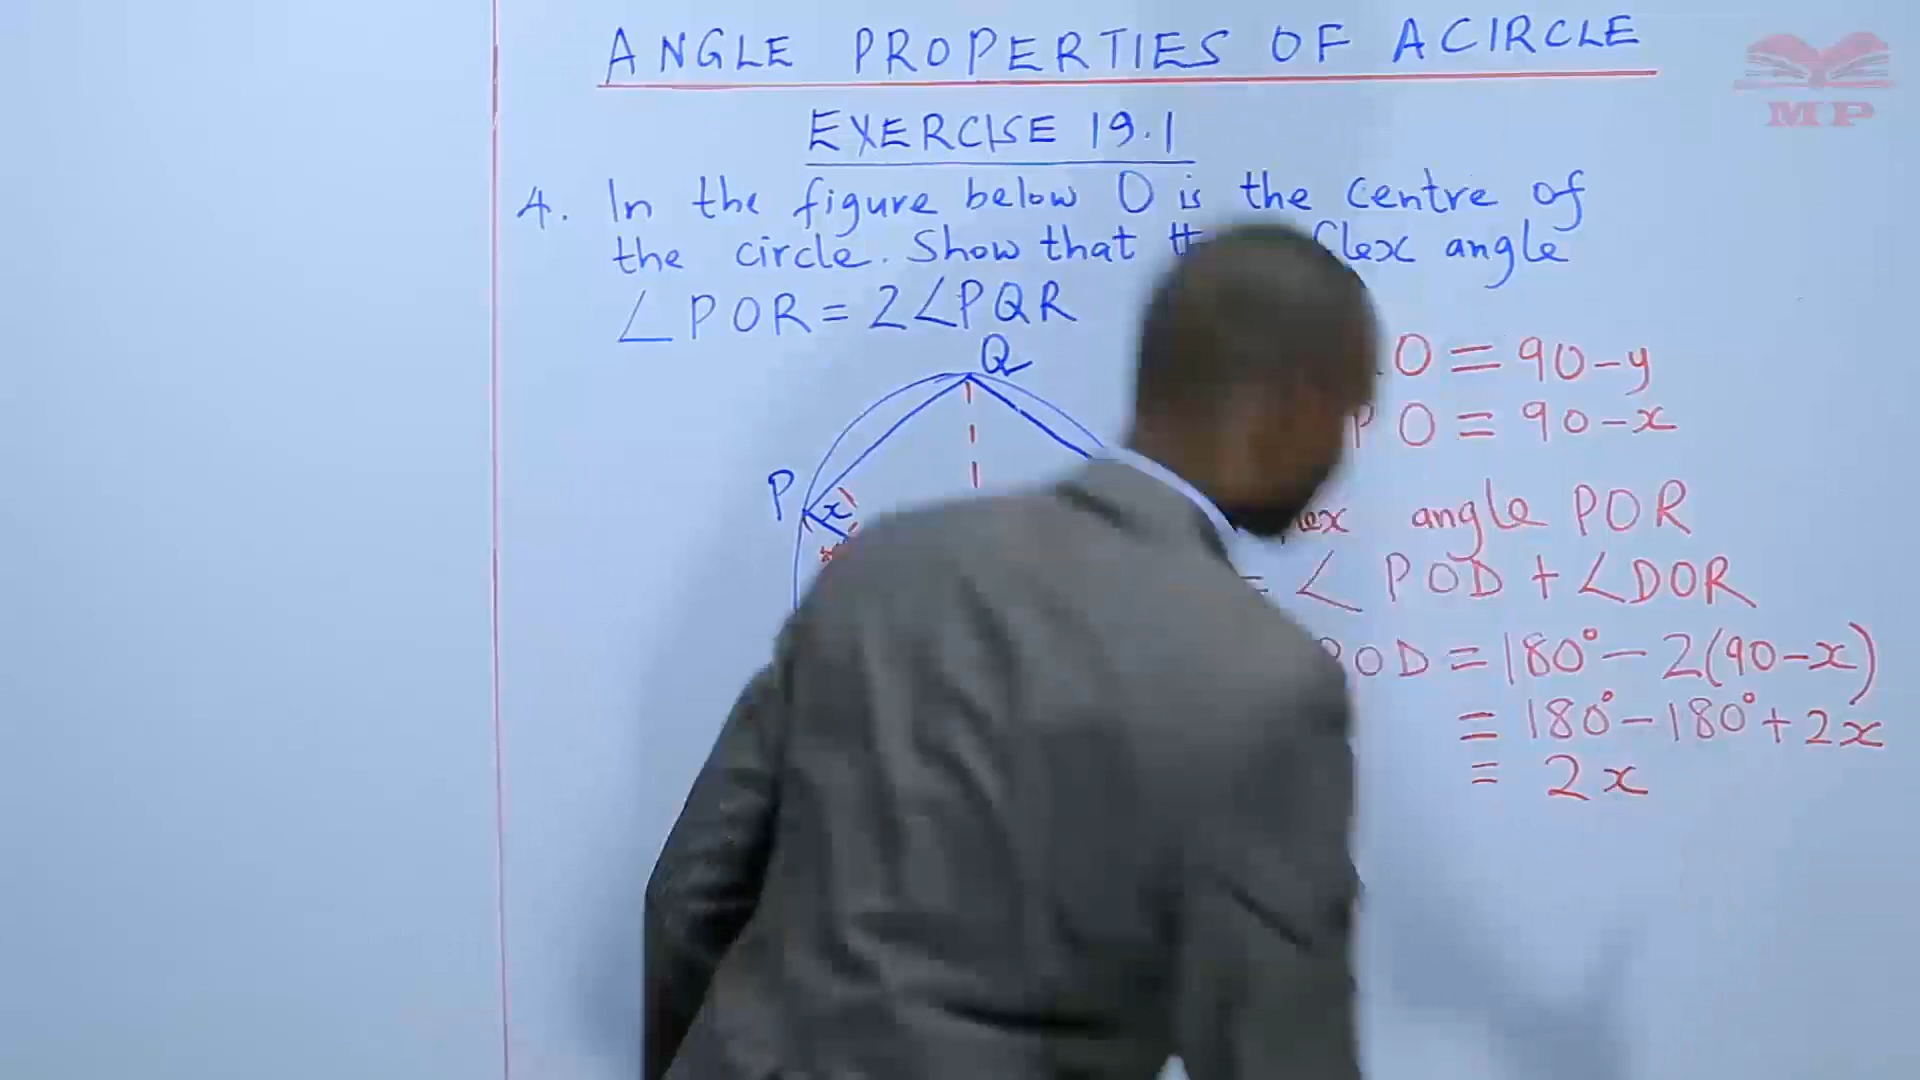 ANGLE PROPERTIES OF A CIRCLE
MP
EXERCISE 19.1
4. In the figure below O is the centre of
the circle. Show that angle
∠POR = 2∠PQR
Q
O = 90-y
P
PO = 90-x
x
angle POR
= ∠POD + ∠DOR
OD = 180° - 2(90-x)
= 180° - 180° + 2x
= 2x